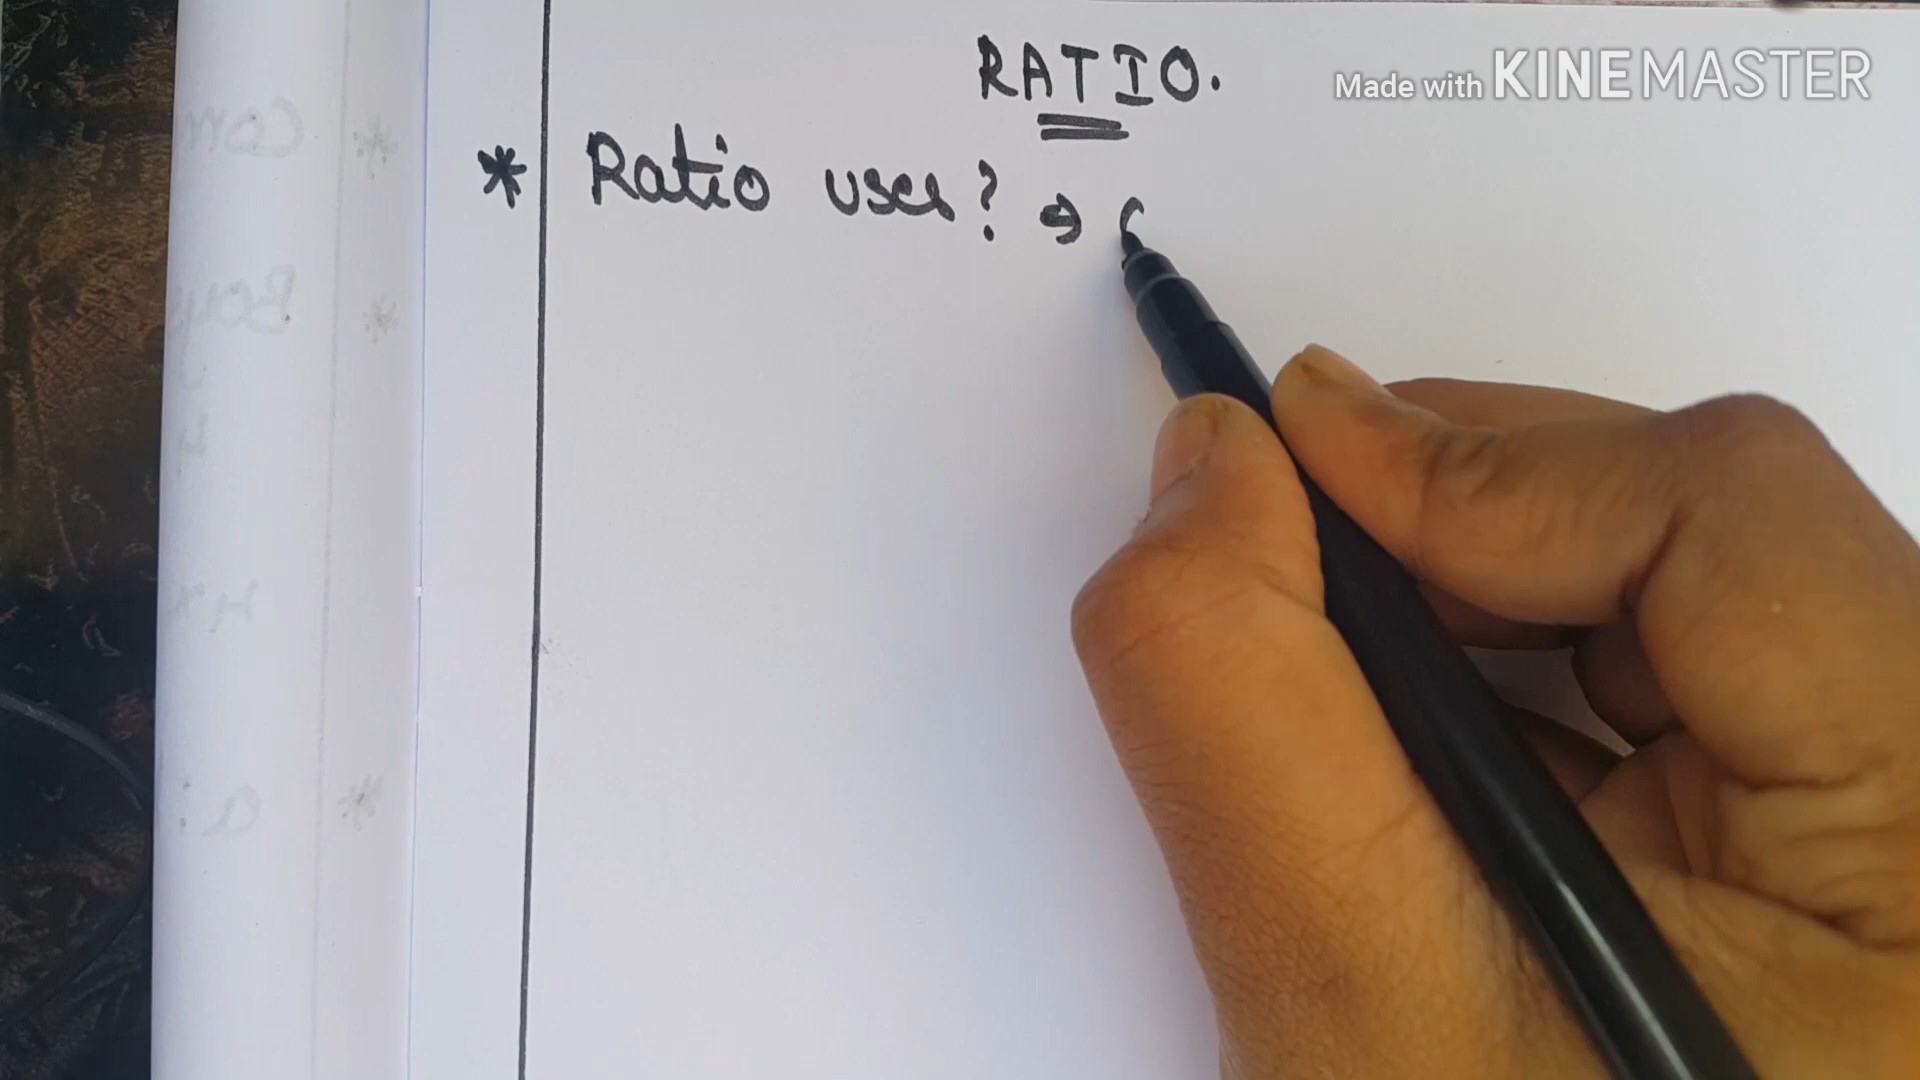 RATIO.
Made with KINEMASTER
* Ratio uses? →